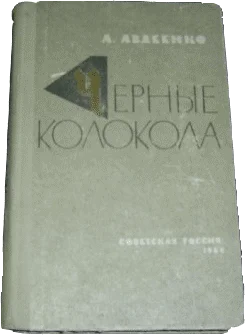 А. АВДЕЕНКО
ЧЕРНЫЕ
КОЛОКОЛА
СОВЕТСКАЯ РОССИЯ